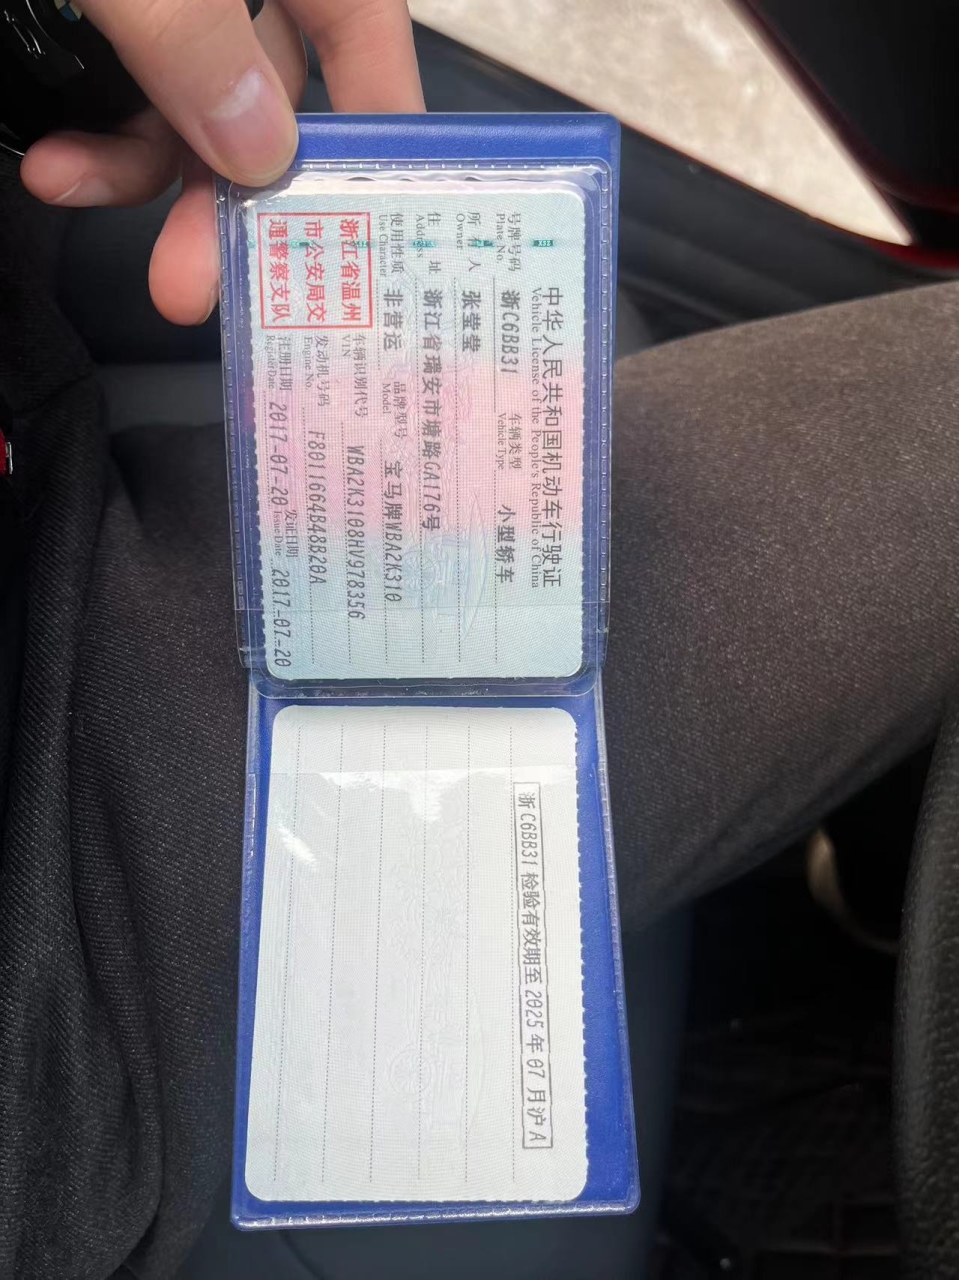 中华人民共和国机动车行驶证
Vehicle License of the People's Republic of China
号牌号码 浙C6BB31 车辆类型 小型轿车
Plate No. Vehicle Type
所有人 张莹莹
Owner
住址 浙江省瑞安市塘路GA176号
Address
使用性质 非营运 品牌型号 宝马牌WBA2K310
Use Character Model
浙江省温州
市公安局交
通警察支队
车辆识别代号 WBA2K3108HV978356
VIN
发动机号码 F8011664B48B20A
Engine No.
注册日期 2017-07-20 发证日期 2017-07-20
Register Date Issue Date
浙C6BB31 检验有效期至 2025 年 07 月 沪A